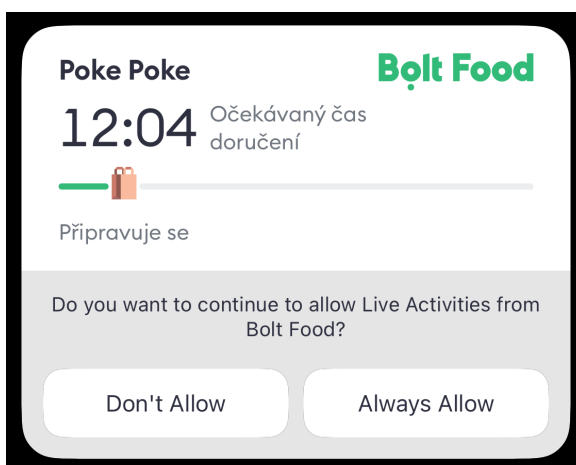 Poke Poke
Bolt Food
12:04
Očekávaný čas
doručení
Připravuje se
Do you want to continue to allow Live Activities from
Bolt Food?
Don't Allow
Always Allow